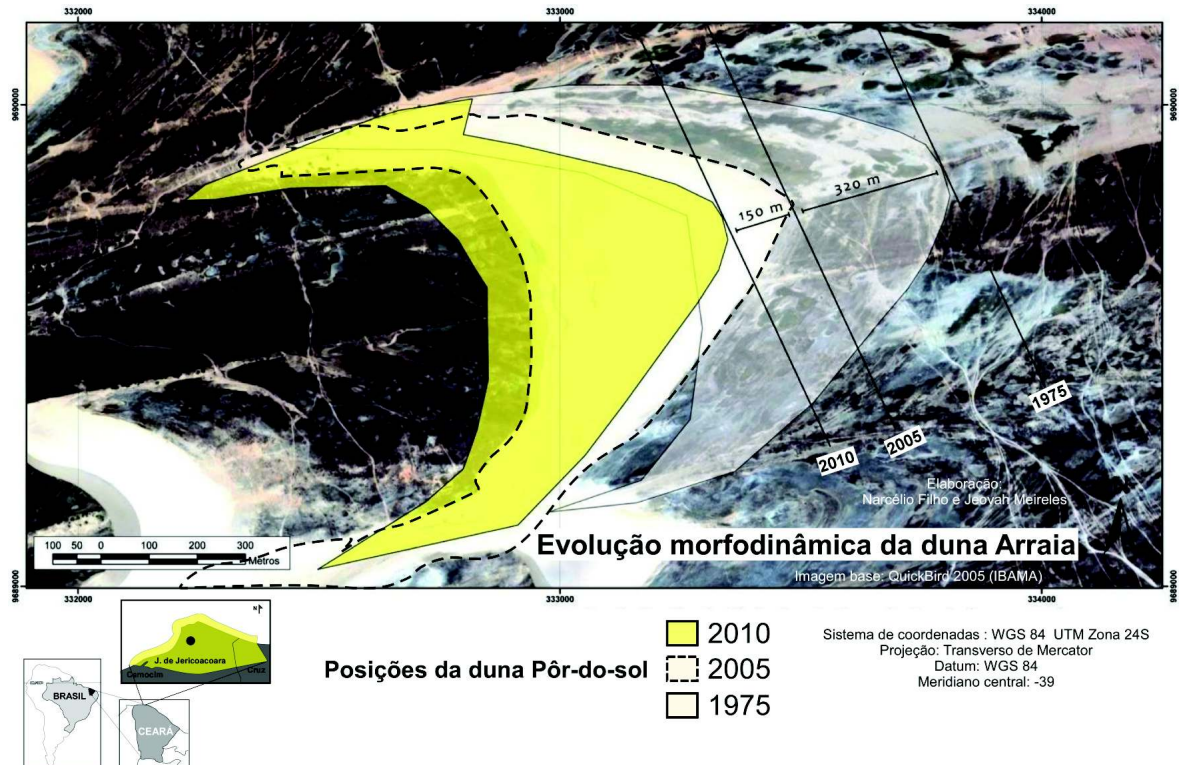 332000 333000 334000
9690000 9690000
320 m
150 m
1975
2005
2010
Elaboração:
Narcélio Filho e Jeovah Meireles
100 50 0 100 200 300
Metros
Evolução morfodinâmica da duna Arraia
Imagem base: QuickBird 2005 (IBAMA)
9689000 9689000
332000 333000 334000
N
J. de Jericoacoara
Camocim
Cruz
BRASIL
CEARÁ
Posições da duna Pôr-do-sol
2010
2005
1975
Sistema de coordenadas : WGS 84 UTM Zona 24S
Projeção: Transverso de Mercator
Datum: WGS 84
Meridiano central: -39